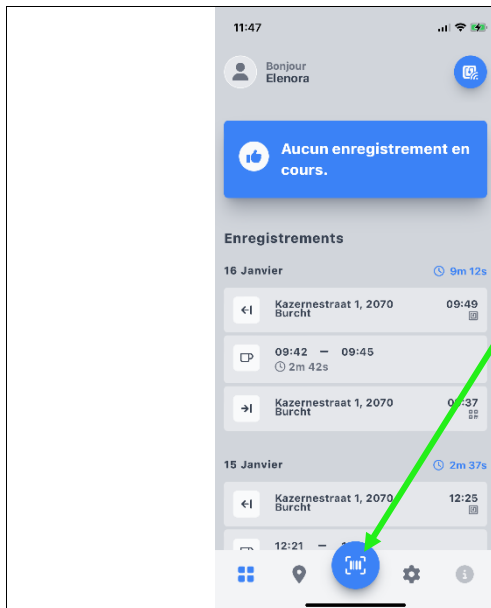 11:47
Bonjour
Elenora
Aucun enregistrement en
cours.
Enregistrements
16 Janvier
9m 12s
Kazernestraat 1, 2070
Burcht
09:49
09:42 — 09:45
2m 42s
Kazernestraat 1, 2070
Burcht
15 Janvier
2m 37s
Kazernestraat 1, 2070
Burcht
12:25
12:21 —